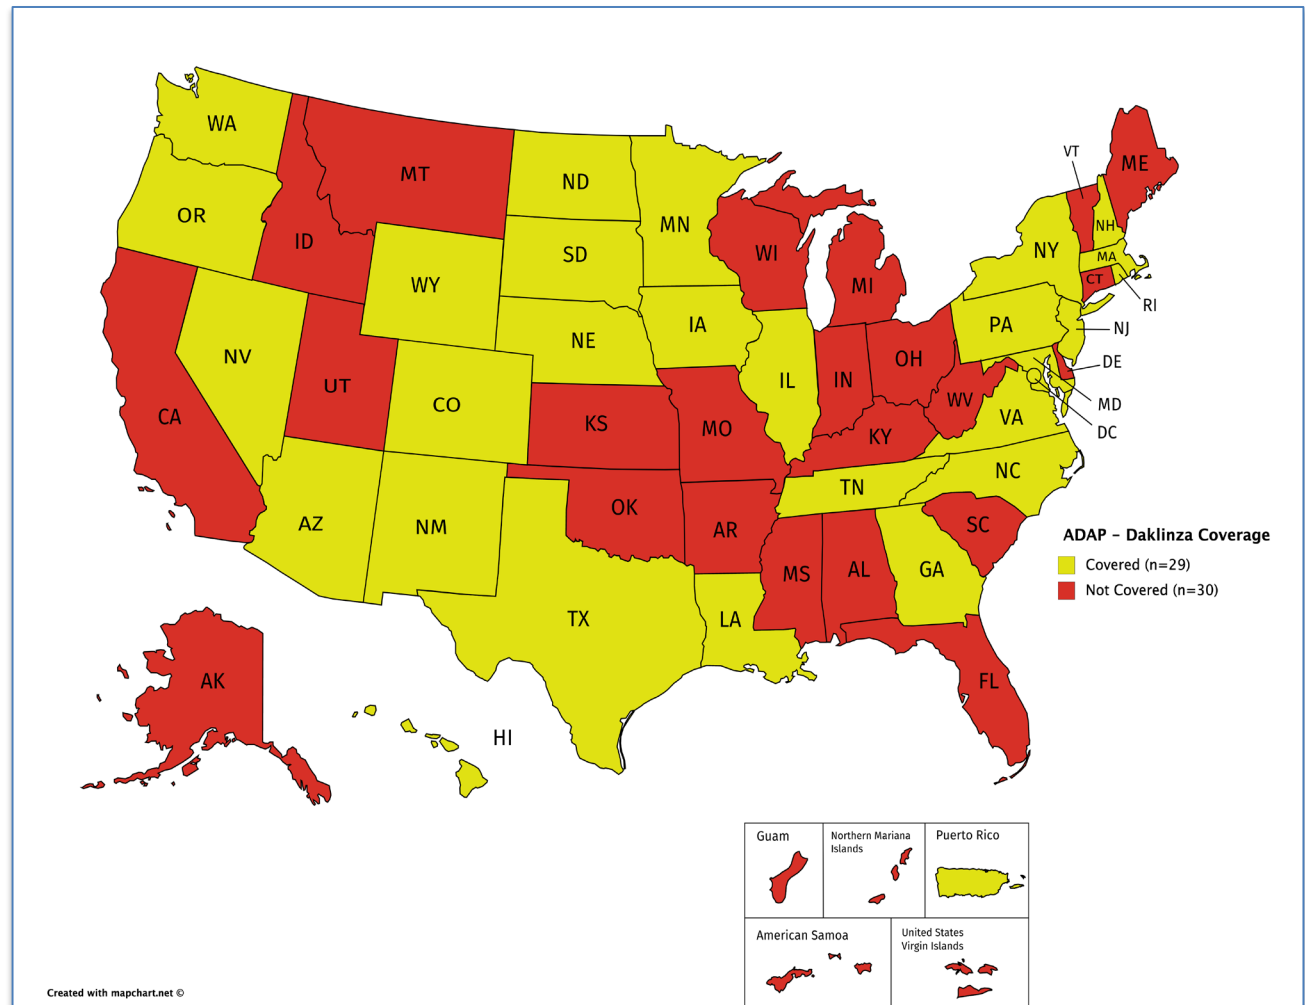 WA
MT
ND
MN
VT
ME
OR
ID
SD
WI
NH
NY
MA
WY
MI
CT
RI
IA
PA
NJ
NE
NV
OH
DE
UT
CO
IL
IN
WV
MD
CA
KS
MO
KY
VA
DC
NC
TN
AZ
NM
OK
AR
SC
MS
AL
GA
TX
LA
AK
HI
FL
ADAP – Daklinza Coverage
Covered (n=29)
Not Covered (n=30)
Guam
Northern Mariana
Islands
Puerto Rico
American Samoa
United States
Virgin Islands
Created with mapchart.net ©